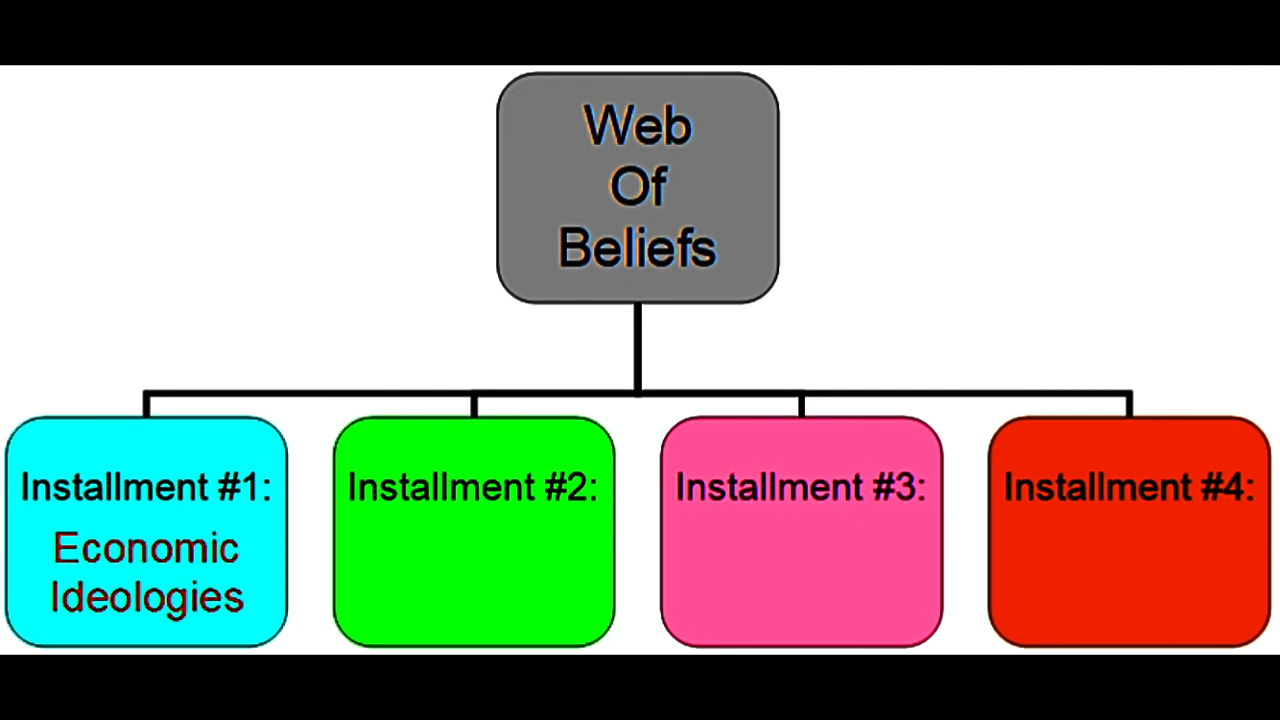 Web
Of
Beliefs
Installment #1:
Economic
Ideologies
Installment #2:
Installment #3:
Installment #4: